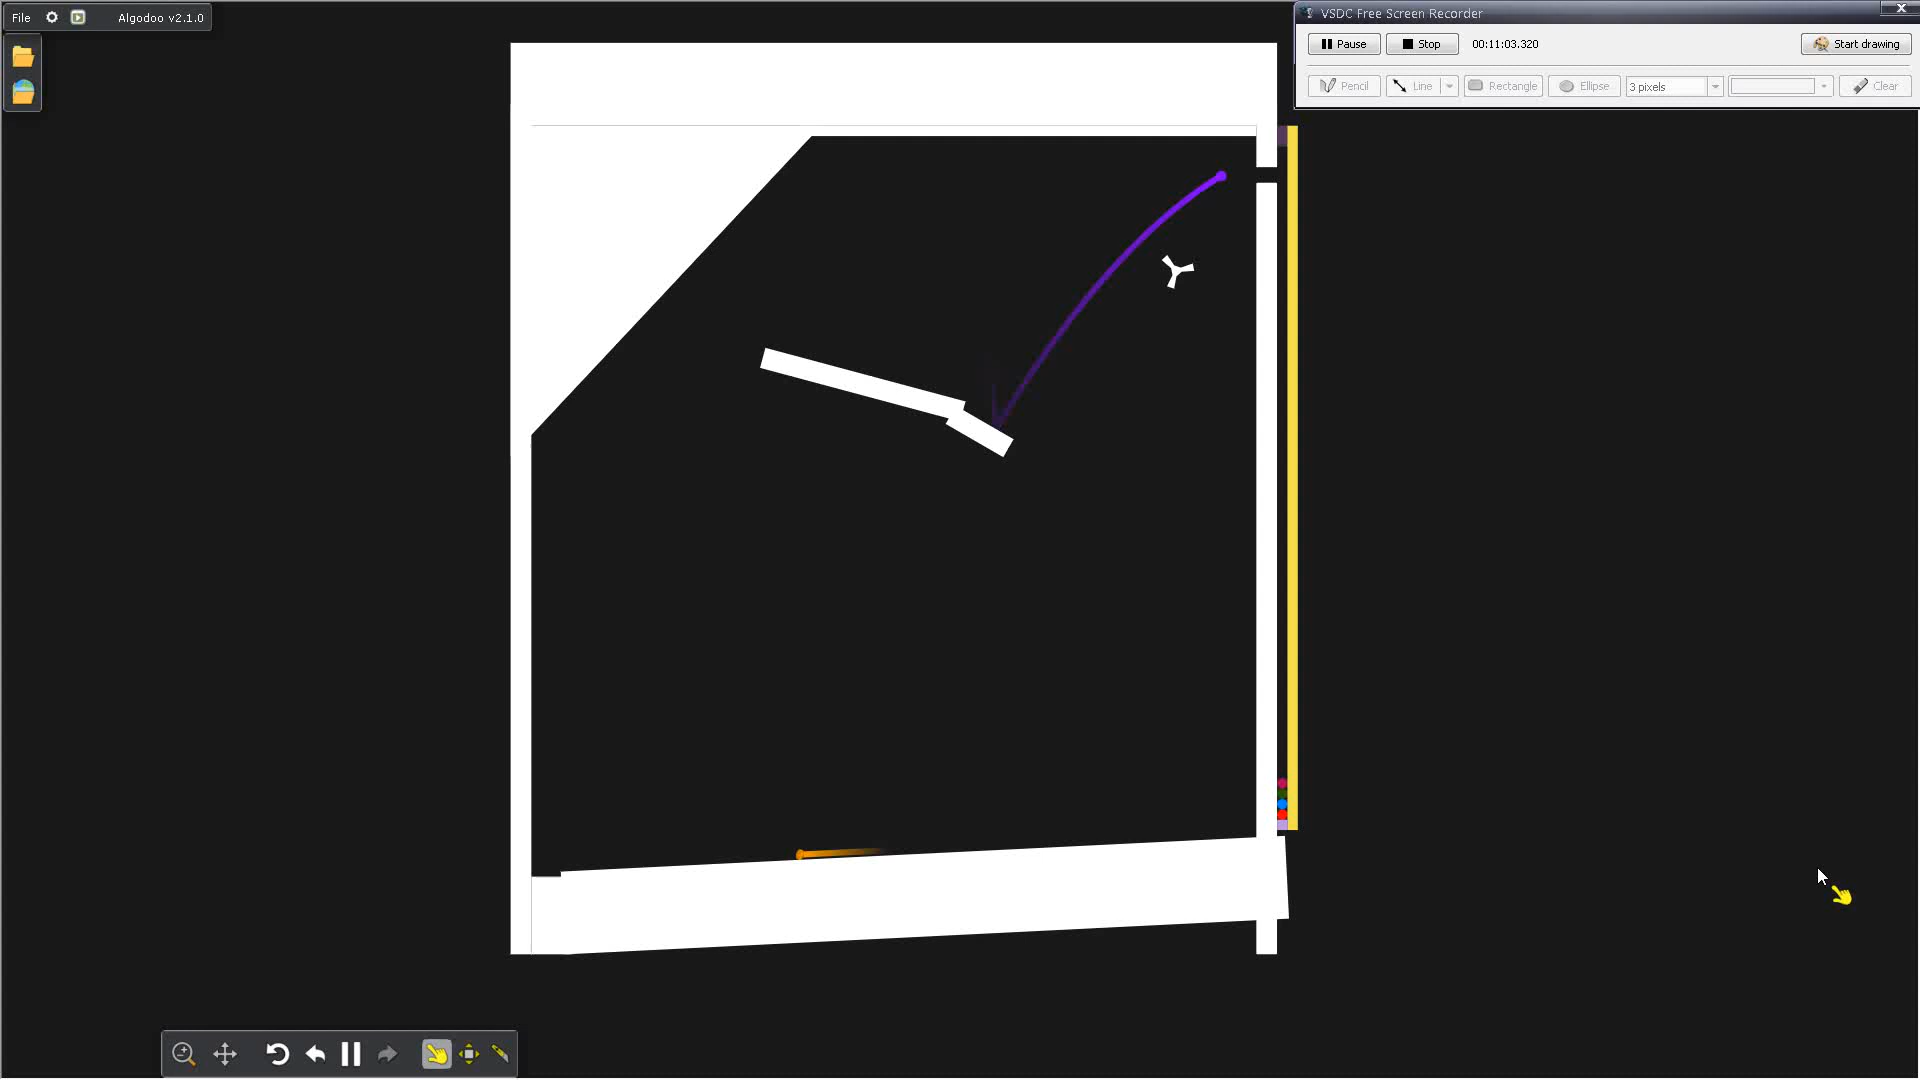 File Algodoo v2.1.0
VSDC Free Screen Recorder
Pause Stop 00:11:03.320 Start drawing
Pencil Line Rectangle Ellipse 3 pixels Clear